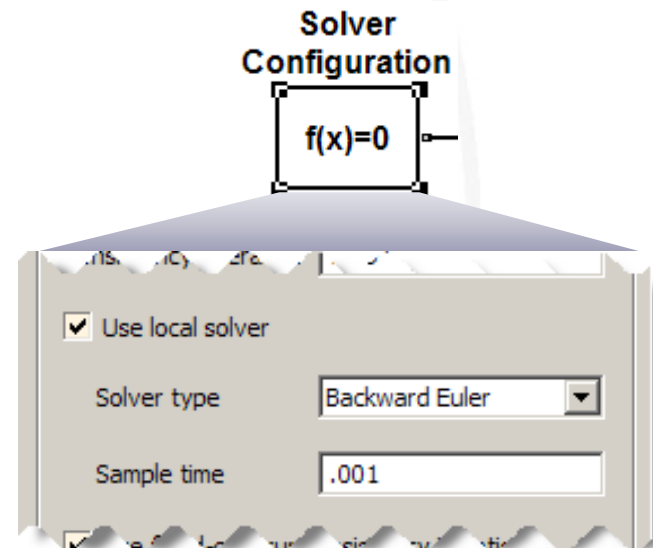 Solver
Configuration
f(x)=0
Use local solver
Solver type
Backward Euler
Sample time
.001